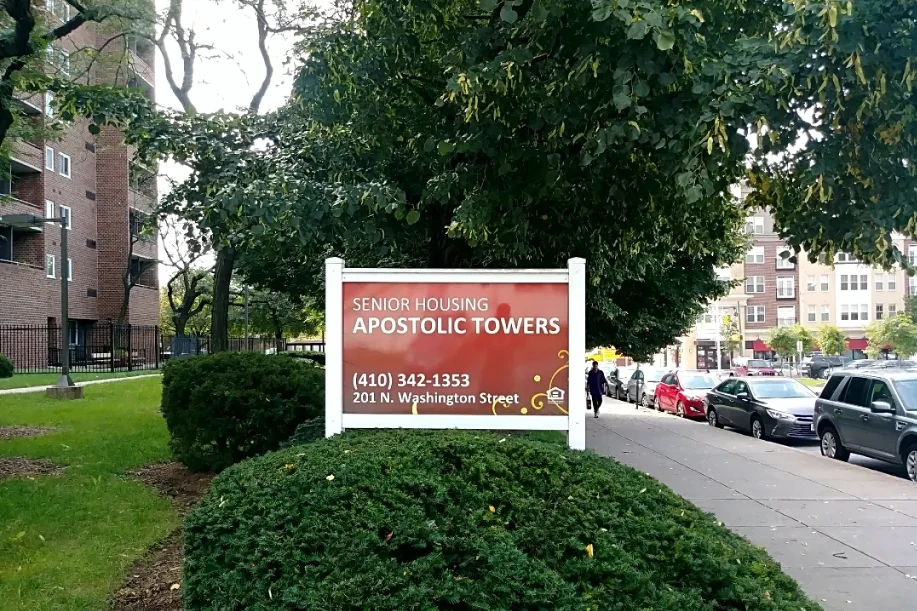 SENIOR HOUSING
APOSTOLIC TOWERS
(410) 342-1353
201 N. Washington Street